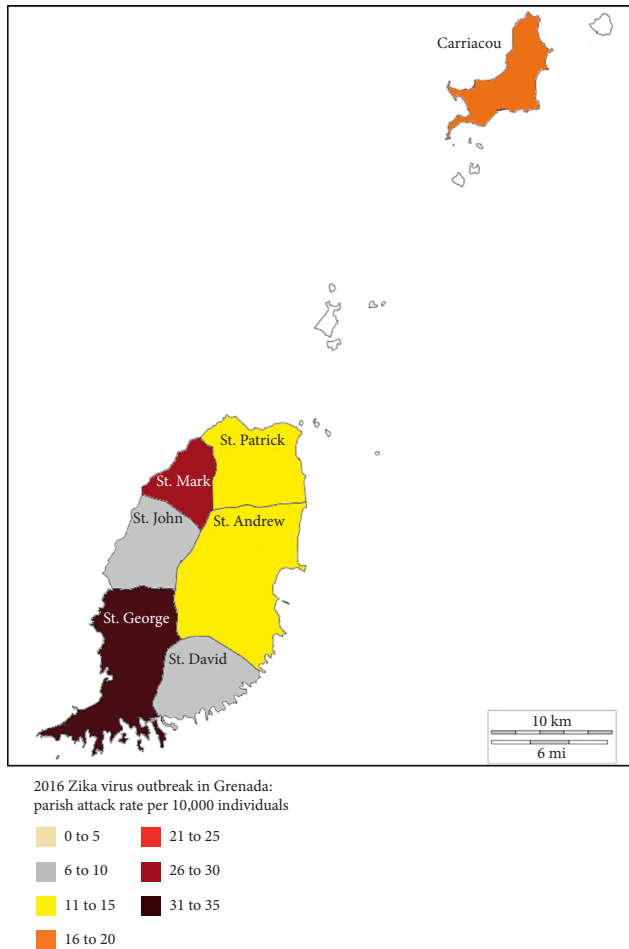 Carriacou
St. Patrick
St. Mark
St. John
St. Andrew
St. George
St. David
10 km
6 mi
2016 Zika virus outbreak in Grenada:
parish attack rate per 10,000 individuals
0 to 5
6 to 10
11 to 15
16 to 20
21 to 25
26 to 30
31 to 35